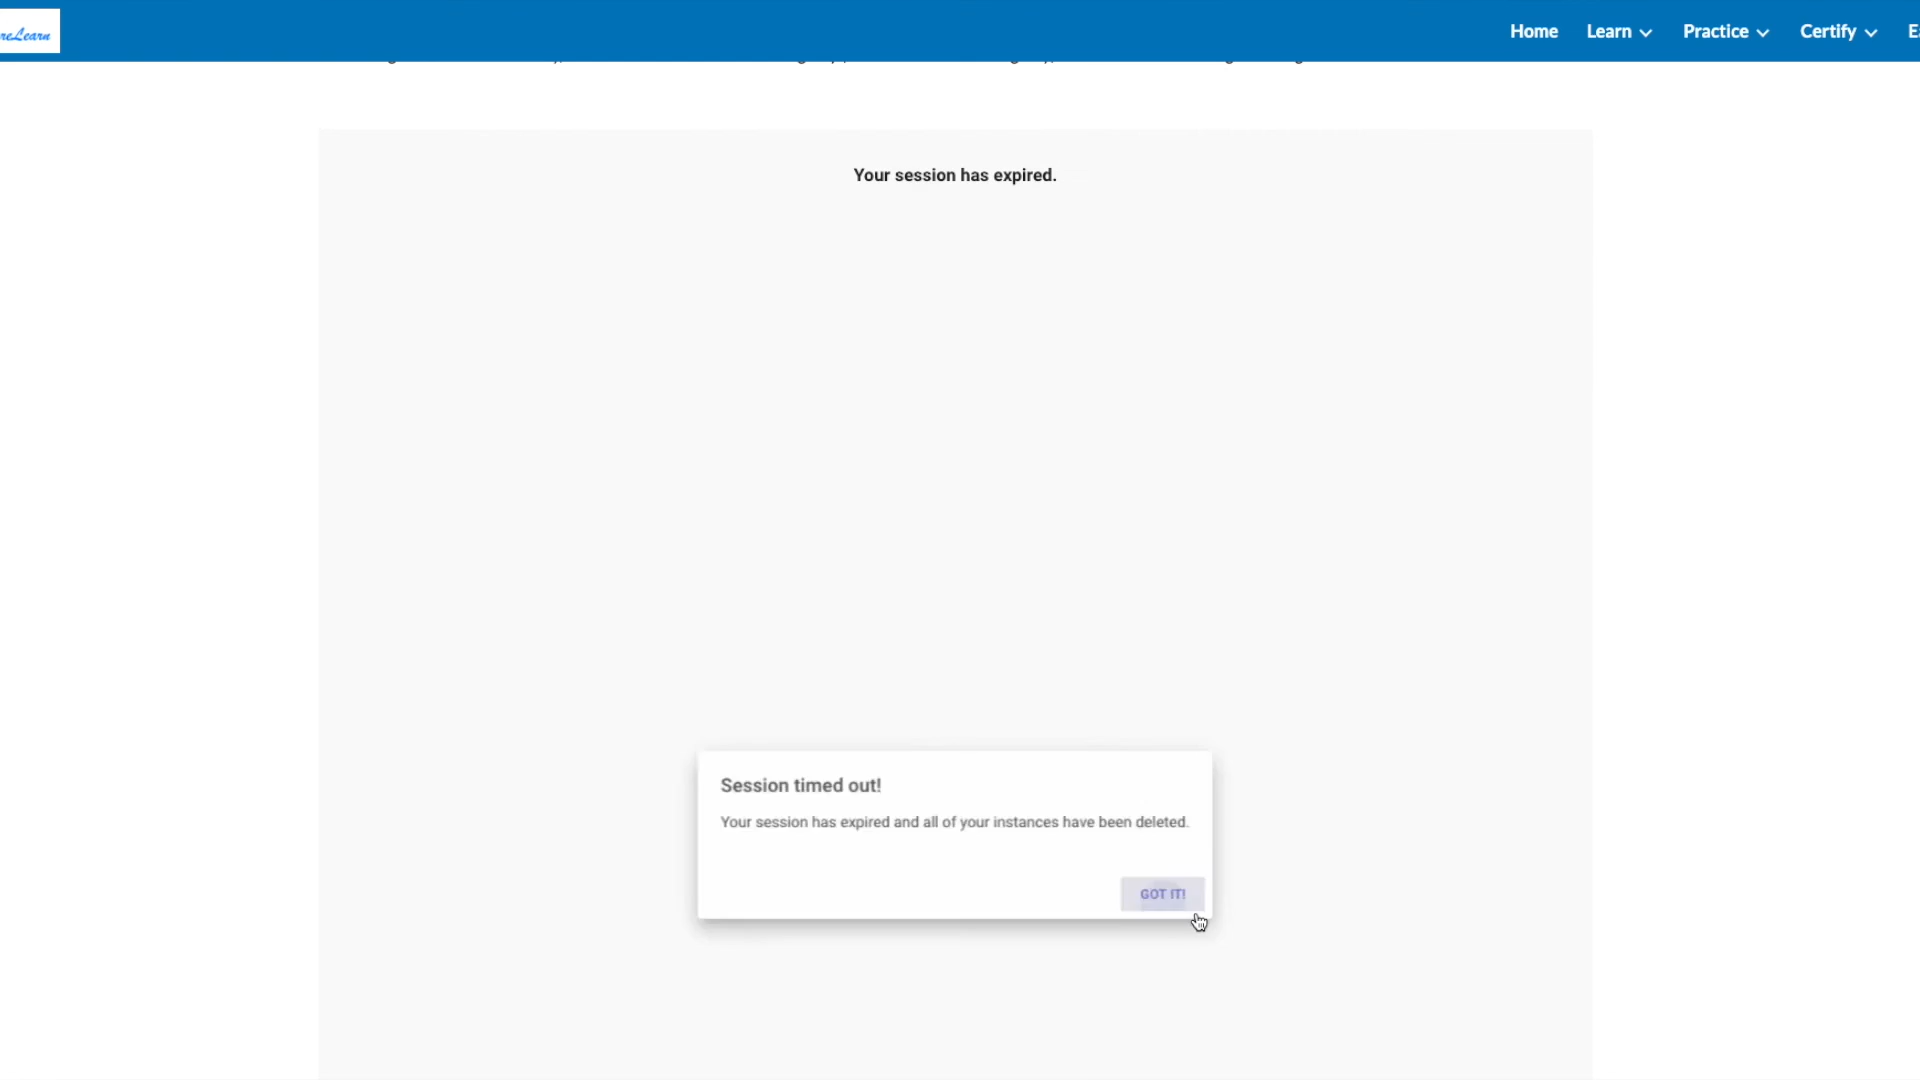 Home Learn Practice Certify
Your session has expired.
Session timed out!
Your session has expired and all of your instances have been deleted.
GOT IT!